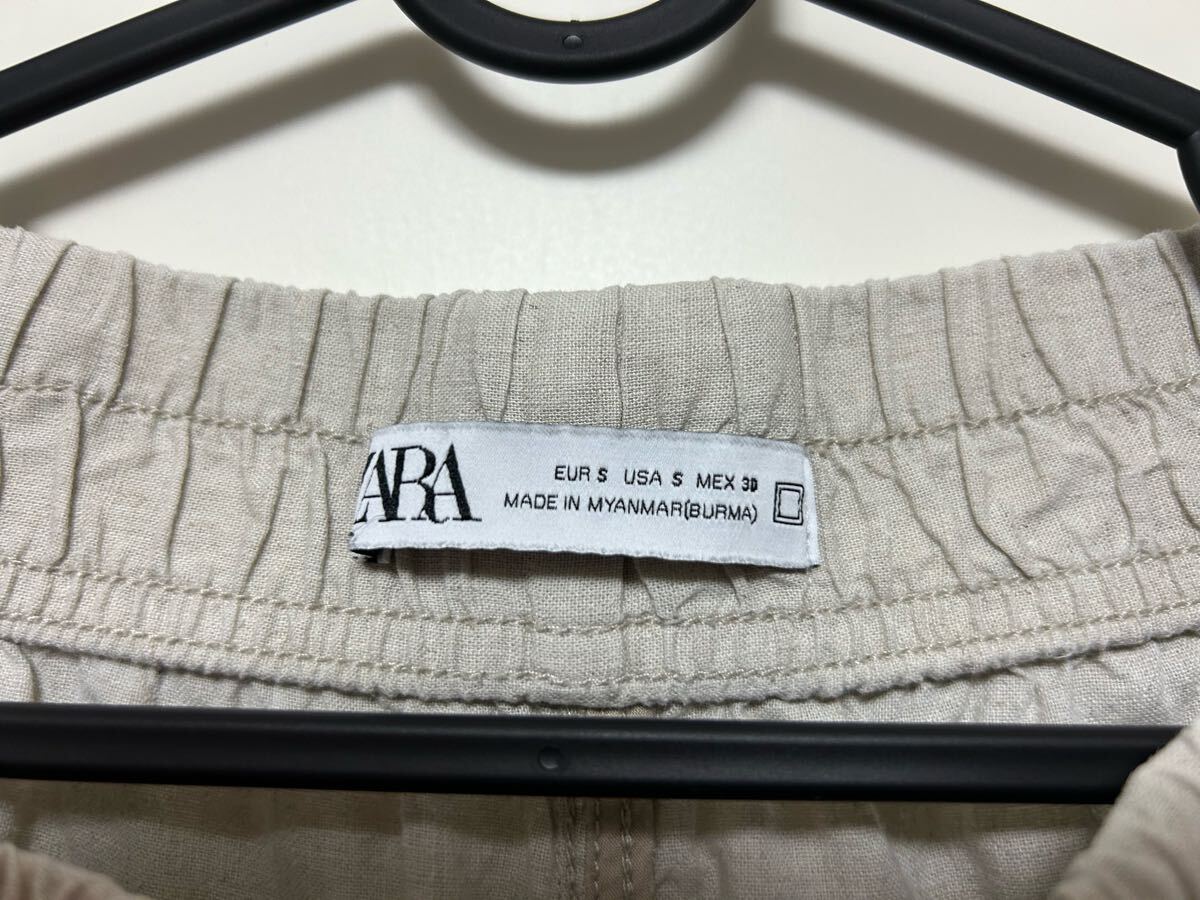 ZARA
EUR S USA S MEX 30
MADE IN MYANMAR(BURMA)